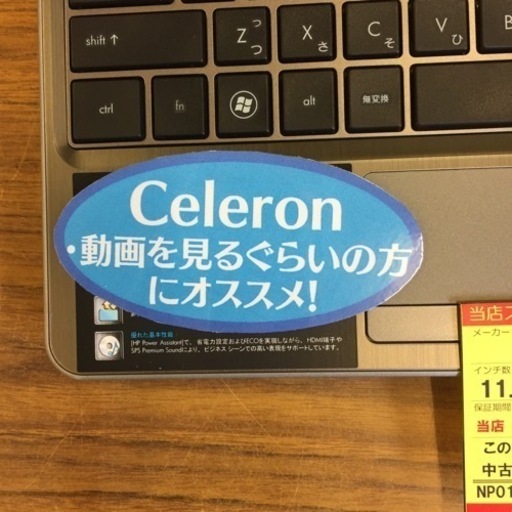 shift ↑
Z っ
つ
X さ
C そ
V ひ
B
ctrl
fn
alt
無変換
Celeron
・動画を見るぐらいの方
にオススメ!
優れた基本性能
[HP Power Assistant]で、省電力設定およびECOを実現しながら、HDMI端子や
SPS Premium Soundにより、ビジネスシーンでの高い表現をサポートしています。
当店
メーカー
インチ数
11.
保証期間
当店
この
中古
NP01